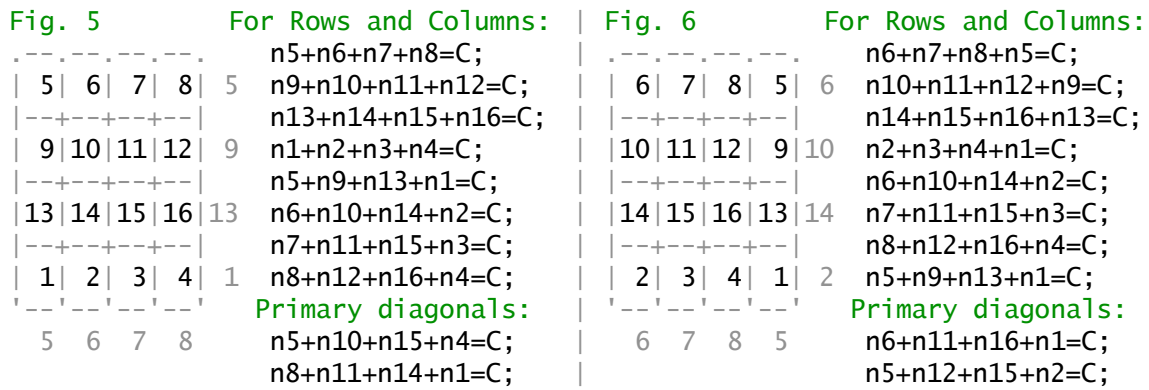 Fig. 5           For Rows and Columns:  | Fig. 6           For Rows and Columns:
.--.--.--.--.      n5+n6+n7+n8=C;       | .--.--.--.--.      n6+n7+n8+n5=C;
| 5| 6| 7| 8| 5    n9+n10+n11+n12=C;    | | 6| 7| 8| 5| 6    n10+n11+n12+n9=C;
|--+--+--+--|      n13+n14+n15+n16=C;   | |--+--+--+--|      n14+n15+n16+n13=C;
| 9|10|11|12| 9    n1+n2+n3+n4=C;       | |10|11|12| 9|10    n2+n3+n4+n1=C;
|--+--+--+--|      n5+n9+n13+n1=C;      | |--+--+--+--|      n6+n10+n14+n2=C;
|13|14|15|16|13    n6+n10+n14+n2=C;     | |14|15|16|13|14    n7+n11+n15+n3=C;
|--+--+--+--|      n7+n11+n15+n3=C;     | |--+--+--+--|      n8+n12+n16+n4=C;
| 1| 2| 3| 4| 1    n8+n12+n16+n4=C;     | | 2| 3| 4| 1| 2    n5+n9+n13+n1=C;
'--'--'--'--'     Primary diagonals:    | '--'--'--'--'     Primary diagonals:
  5  6  7  8       n5+n10+n15+n4=C;     |   6  7  8  5       n6+n11+n16+n1=C;
                   n8+n11+n14+n1=C;     |                    n5+n12+n15+n2=C;